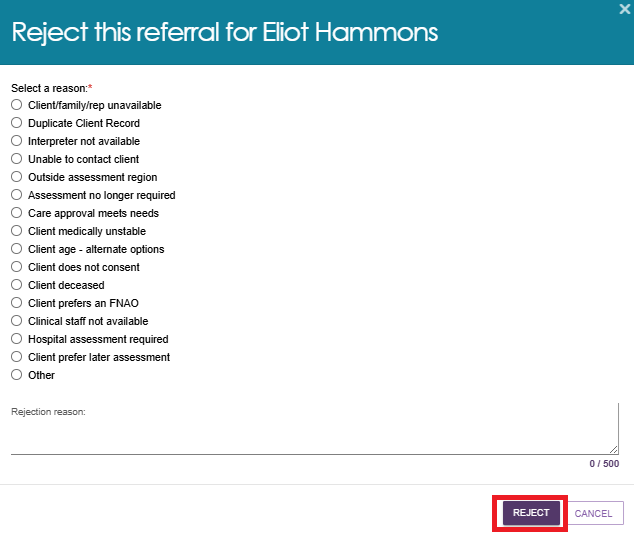 Reject this referral for Eliot Hammons
Select a reason:*
Client/family/rep unavailable
Duplicate Client Record
Interpreter not available
Unable to contact client
Outside assessment region
Assessment no longer required
Care approval meets needs
Client medically unstable
Client age - alternate options
Client does not consent
Client deceased
Client prefers an FNAO
Clinical staff not available
Hospital assessment required
Client prefer later assessment
Other
Rejection reason:
0 / 500
REJECT CANCEL